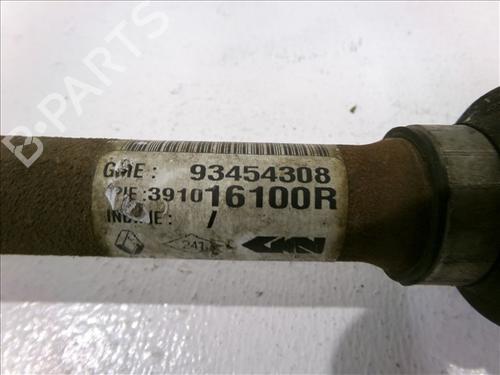 B-PARTS
GME : 93454308
PIE : 391016100R
INDICE : /
GKN